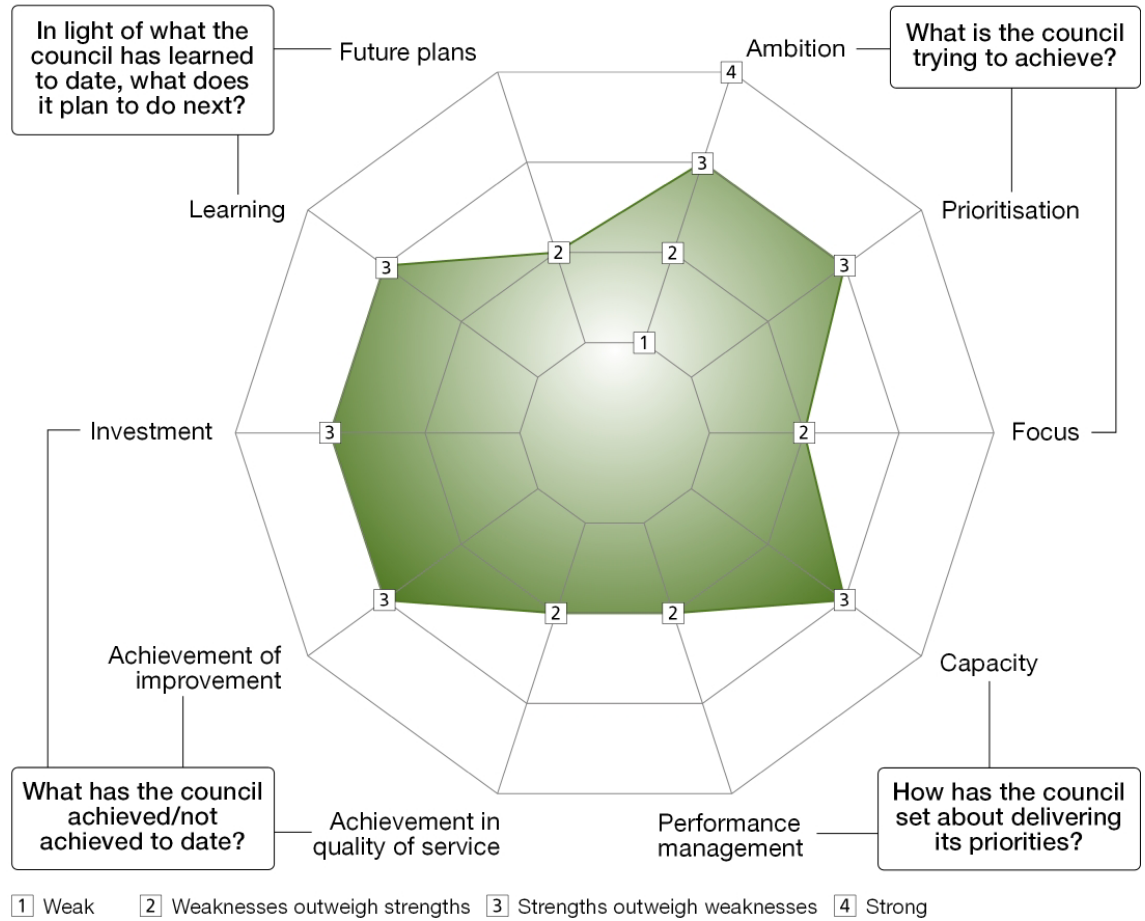 In light of what the
council has learned
to date, what does
it plan to do next?
Future plans
Ambition
What is the council
trying to achieve?
4
3
Learning
Prioritisation
3
2
2
3
1
Investment
3
2
Focus
3
2
2
3
Achievement of
improvement
Capacity
What has the council
achieved/not
achieved to date?
Achievement in
quality of service
Performance
management
How has the council
set about delivering
its priorities?
1 Weak 2 Weaknesses outweigh strengths 3 Strengths outweigh weaknesses 4 Strong